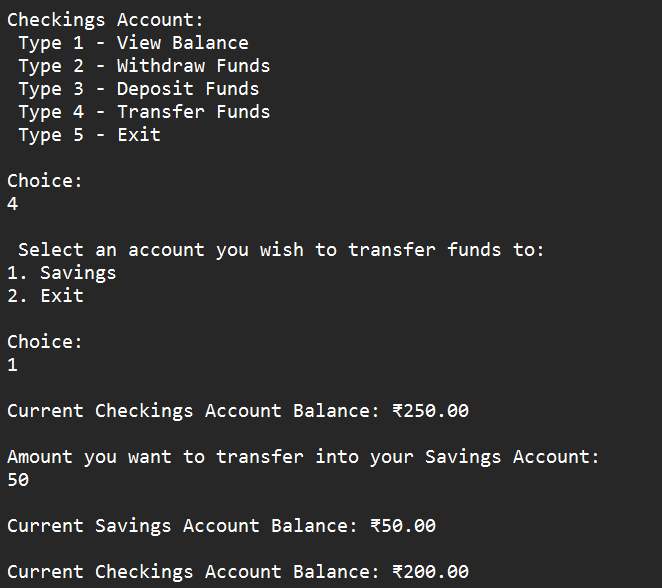 Checkings Account:
Type 1 - View Balance
Type 2 - Withdraw Funds
Type 3 - Deposit Funds
Type 4 - Transfer Funds
Type 5 - Exit
Choice:
4
Select an account you wish to transfer funds to:
1. Savings
2. Exit
Choice:
1
Current Checkings Account Balance: ₹250.00
Amount you want to transfer into your Savings Account:
50
Current Savings Account Balance: ₹50.00
Current Checkings Account Balance: ₹200.00